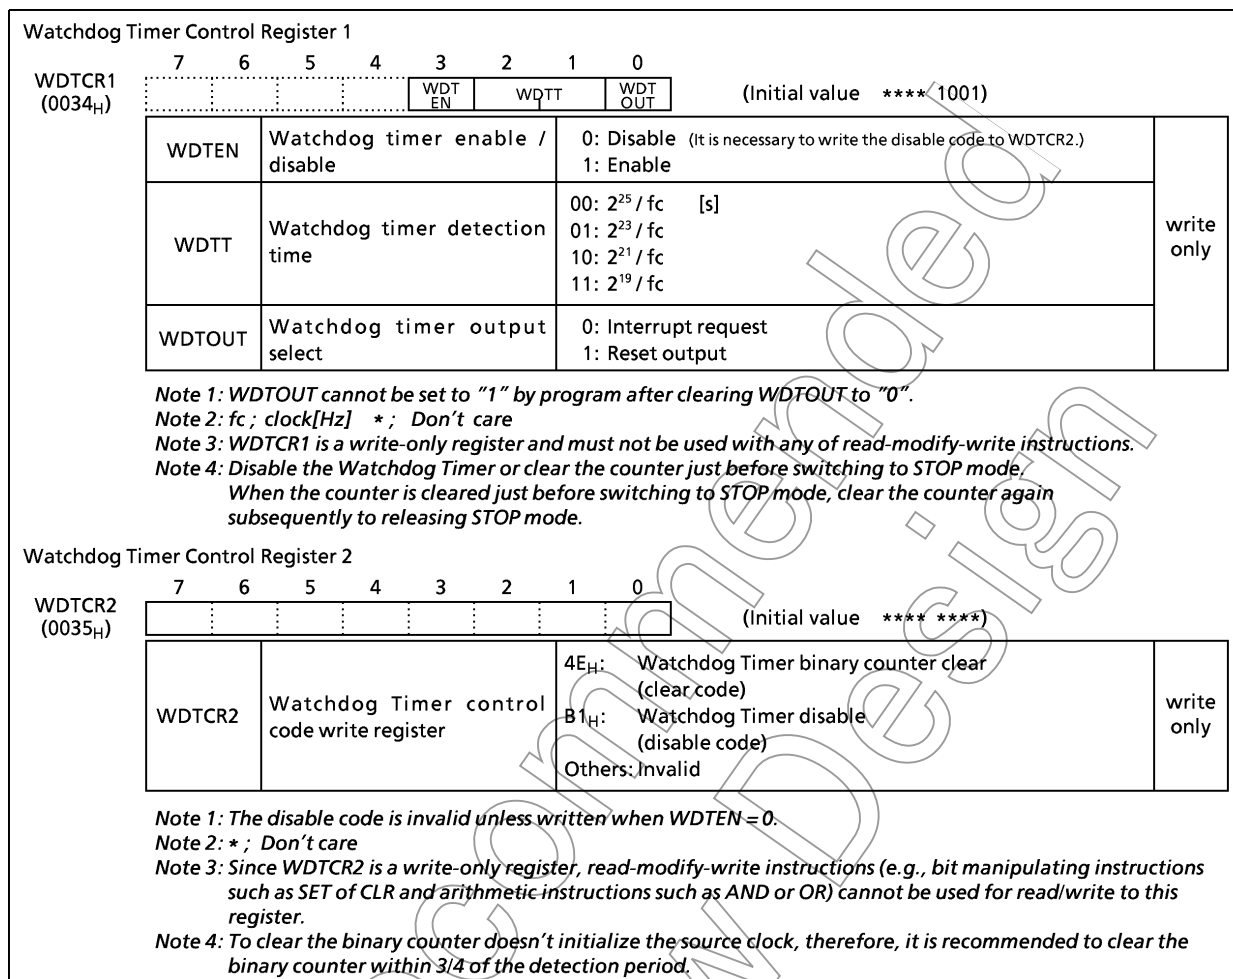 Watchdog Timer Control Register 1
7 6 5 4 3 2 1 0
WDTCR1
(0034H)
WDT EN WDTT WDT OUT
(Initial value **** 1001)
WDTEN Watchdog timer enable / disable
0: Disable (It is necessary to write the disable code to WDTCR2.)
1: Enable
WDTT Watchdog timer detection time
00: 2²⁵ / fc [s]
01: 2²³ / fc
10: 2²¹ / fc
11: 2¹⁹ / fc
write only
WDTOUT Watchdog timer output select
0: Interrupt request
1: Reset output
Note 1: WDTOUT cannot be set to "1" by program after clearing WDTOUT to "0".
Note 2: fc ; clock[Hz] * ; Don't care
Note 3: WDTCR1 is a write-only register and must not be used with any of read-modify-write instructions.
Note 4: Disable the Watchdog Timer or clear the counter just before switching to STOP mode.
When the counter is cleared just before switching to STOP mode, clear the counter again
subsequently to releasing STOP mode.
Watchdog Timer Control Register 2
7 6 5 4 3 2 1 0
WDTCR2
(0035H)
(Initial value **** ****)
WDTCR2 Watchdog Timer control code write register
4EH: Watchdog Timer binary counter clear
(clear code)
B1H: Watchdog Timer disable
(disable code)
Others: Invalid
write only
Note 1: The disable code is invalid unless written when WDTEN = 0.
Note 2: * ; Don't care
Note 3: Since WDTCR2 is a write-only register, read-modify-write instructions (e.g., bit manipulating instructions
such as SET of CLR and arithmetic instructions such as AND or OR) cannot be used for read/write to this
register.
Note 4: To clear the binary counter doesn't initialize the source clock, therefore, it is recommended to clear the
binary counter within 3/4 of the detection period.
commended
Design